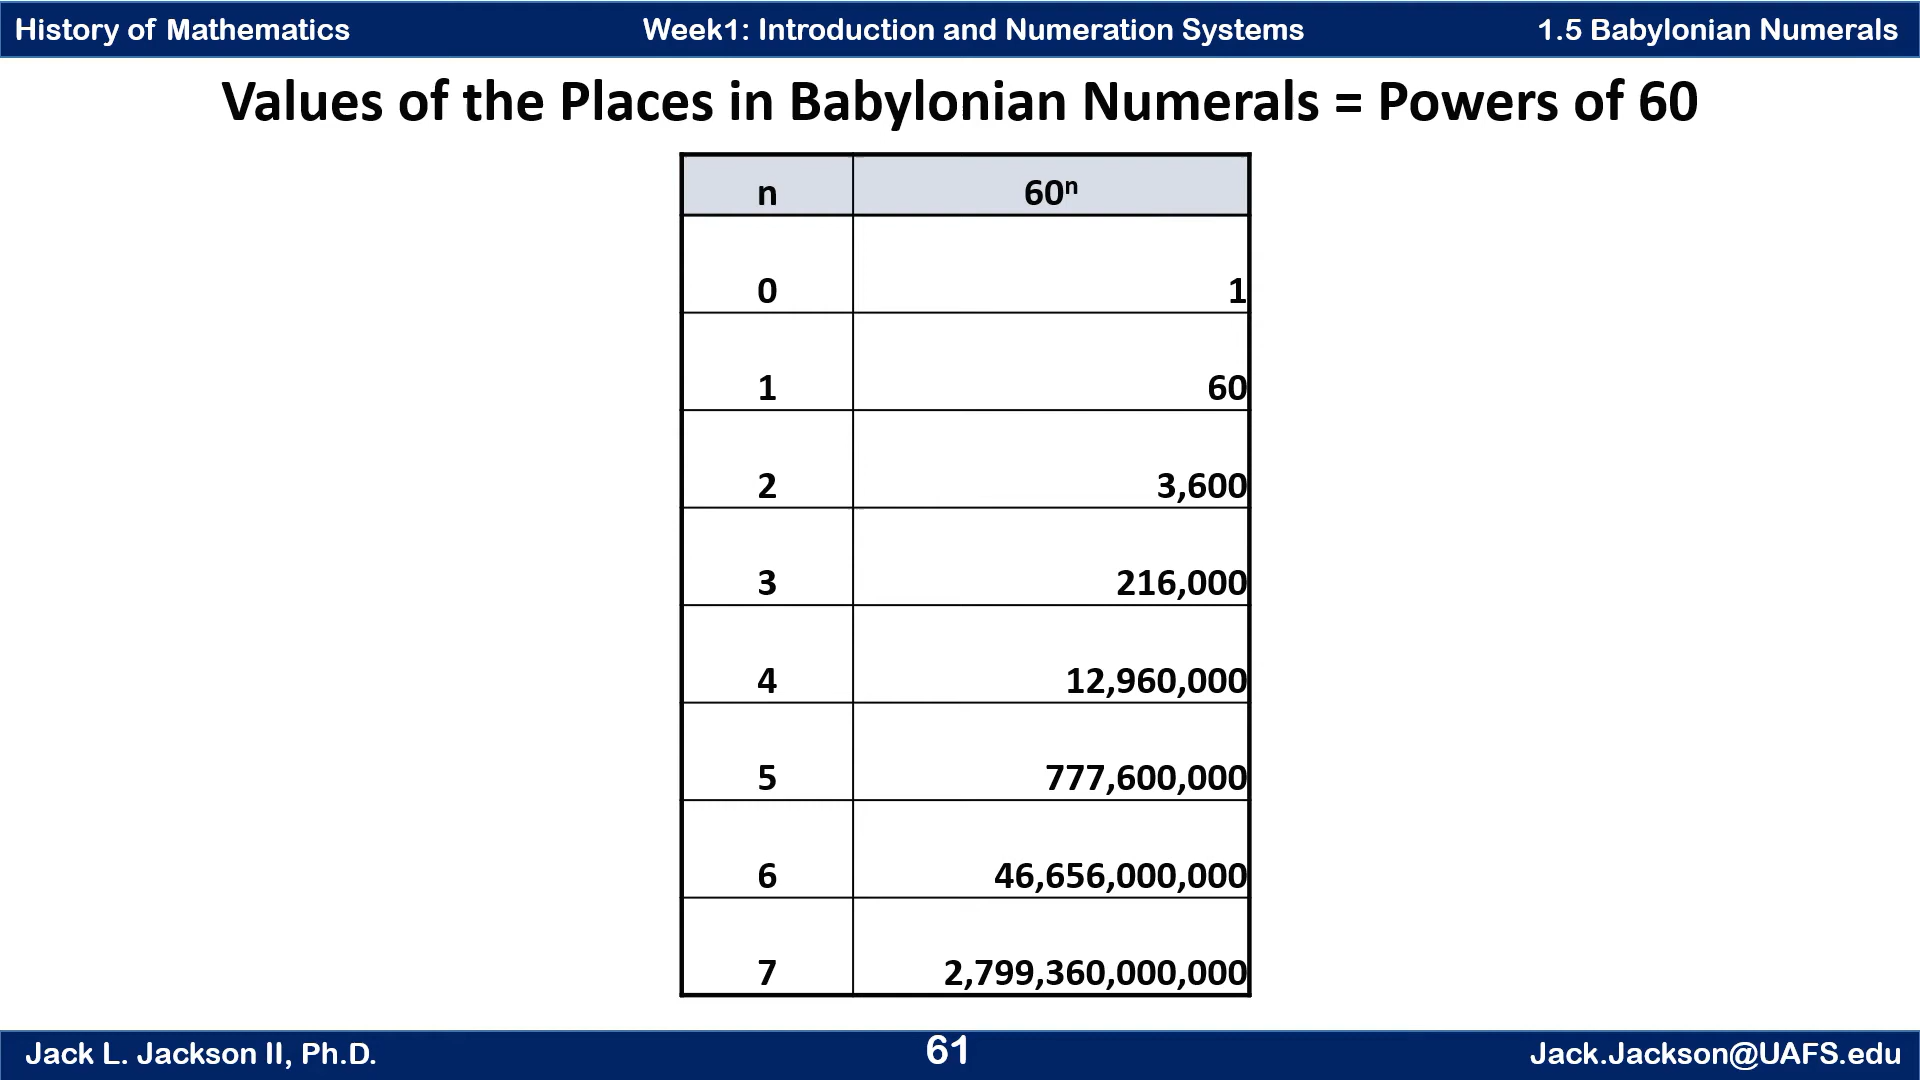 History of Mathematics Week1: Introduction and Numeration Systems 1.5 Babylonian Numerals
Values of the Places in Babylonian Numerals = Powers of 60
n 60ⁿ
0 1
1 60
2 3,600
3 216,000
4 12,960,000
5 777,600,000
6 46,656,000,000
7 2,799,360,000,000
Jack L. Jackson II, Ph.D. 61 Jack.Jackson@UAFS.edu